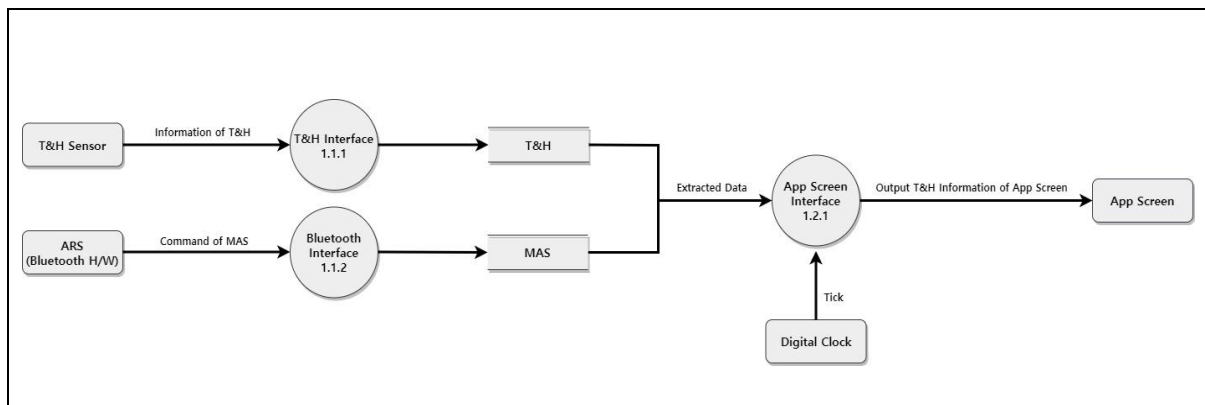 T&H Sensor
Information of T&H
T&H Interface
1.1.1
T&H
ARS
(Bluetooth H/W)
Command of MAS
Bluetooth
Interface
1.1.2
MAS
Extracted Data
App Screen
Interface
1.2.1
Output T&H Information of App Screen
App Screen
Tick
Digital Clock